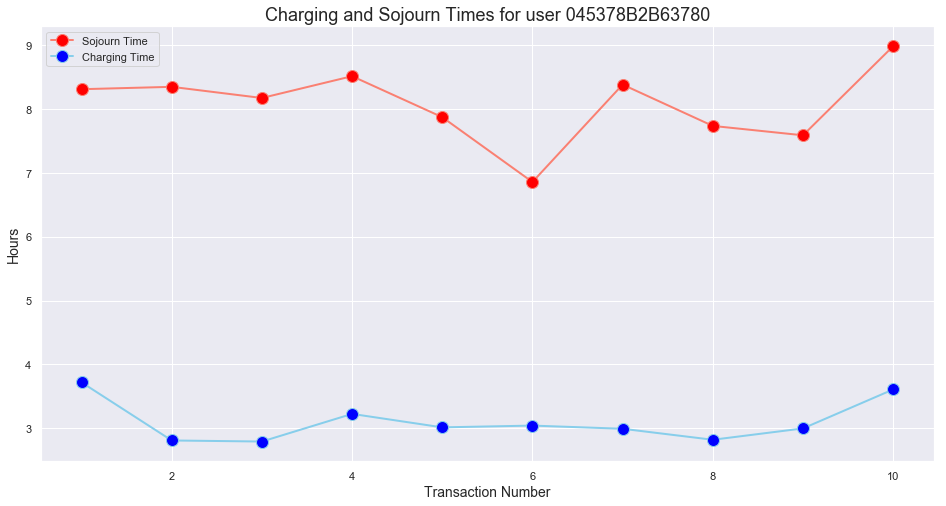 Charging and Sojourn Times for user 045378B2B63780
Sojourn Time
Charging Time
9
8
7
6
5
4
3
Hours
2
4
6
8
10
Transaction Number